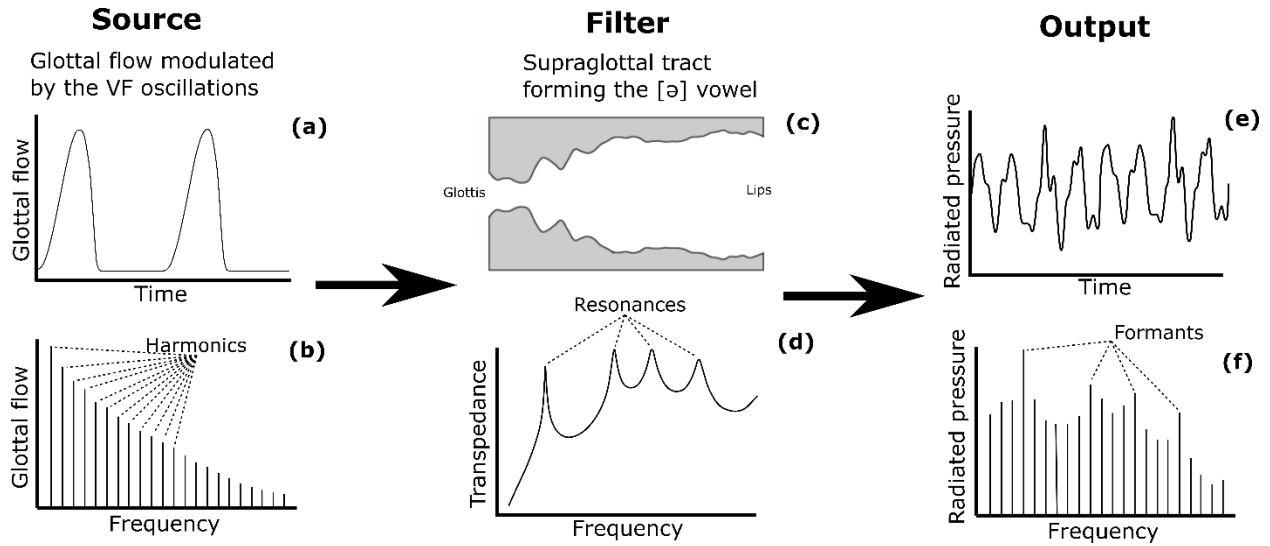 Source
Glottal flow modulated
by the VF oscillations
(a)
Glottal flow
Time
Harmonics
(b)
Glottal flow
Frequency
Filter
Supraglottal tract
forming the [ə] vowel
(c)
Glottis
Lips
Resonances
(d)
Transpedance
Frequency
Output
(e)
Radiated pressure
Time
Formants
(f)
Radiated pressure
Frequency